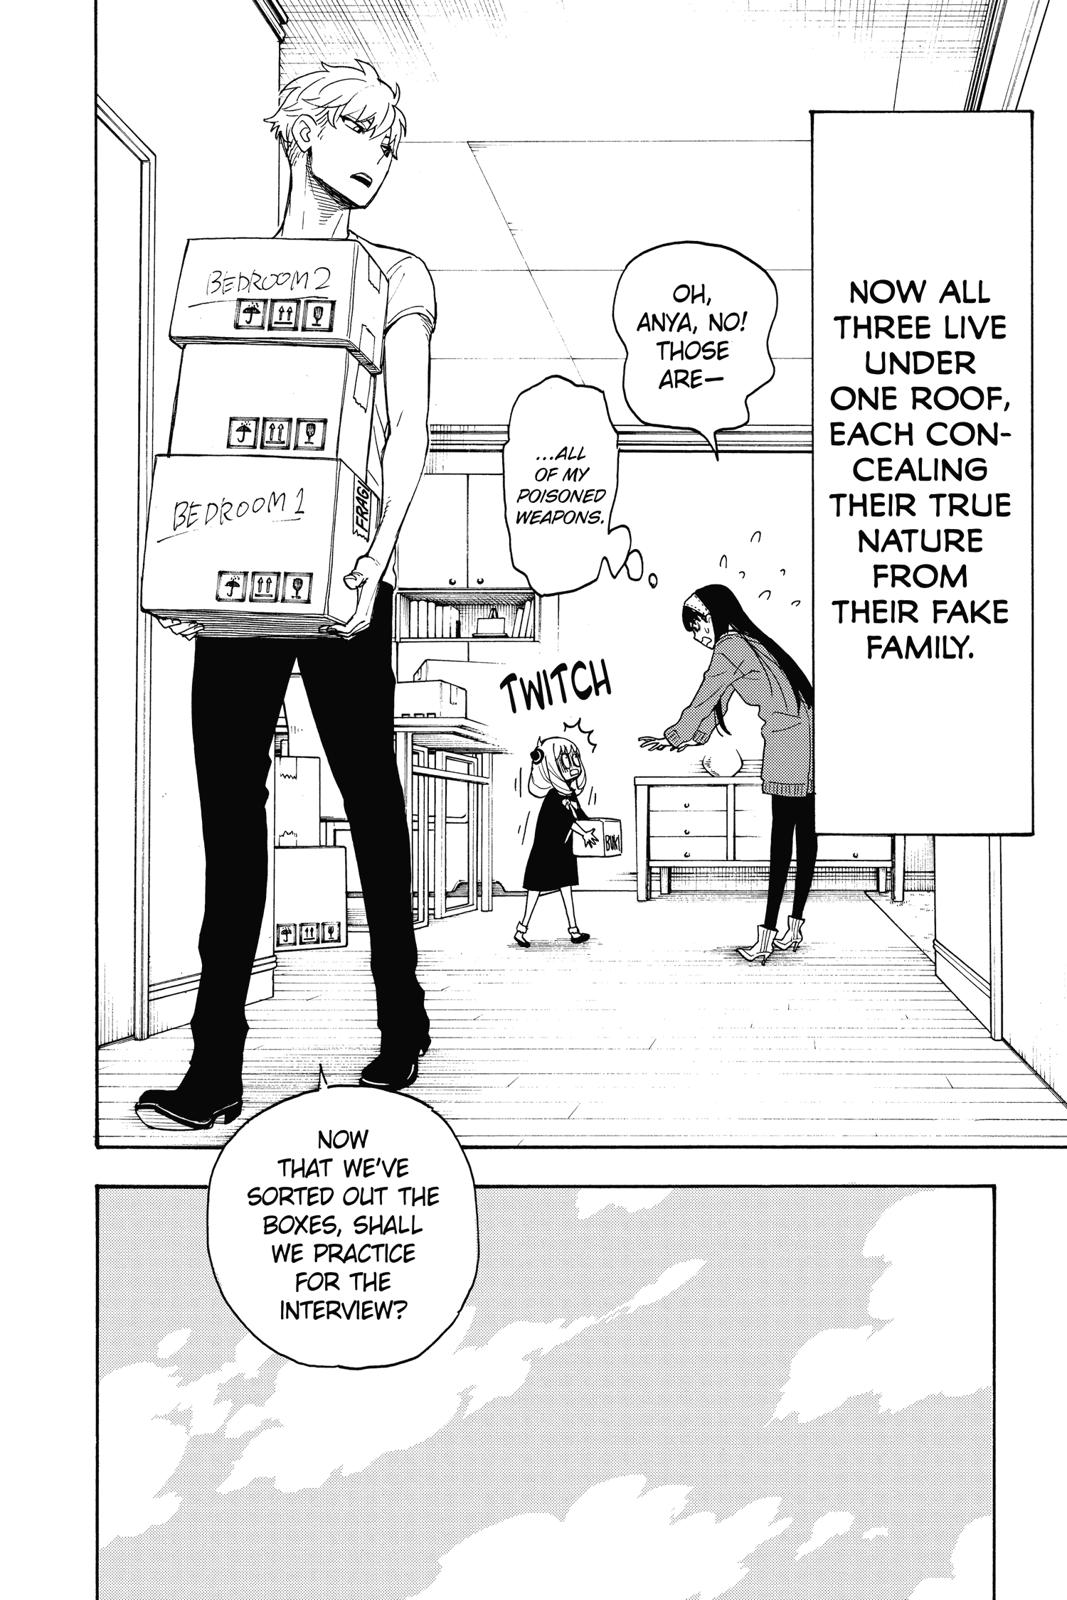 NOW ALL
THREE LIVE
UNDER
ONE ROOF,
EACH CON-
CEALING
THEIR TRUE
NATURE
FROM
THEIR FAKE
FAMILY.
OH,
ANYA, NO!
THOSE
ARE—
...ALL
OF MY
POISONED
WEAPONS.
TWITCH
BEDROOM 2
BEDROOM 1
FRAGI
NOW
THAT WE'VE
SORTED OUT THE
BOXES, SHALL
WE PRACTICE
FOR THE
INTERVIEW?